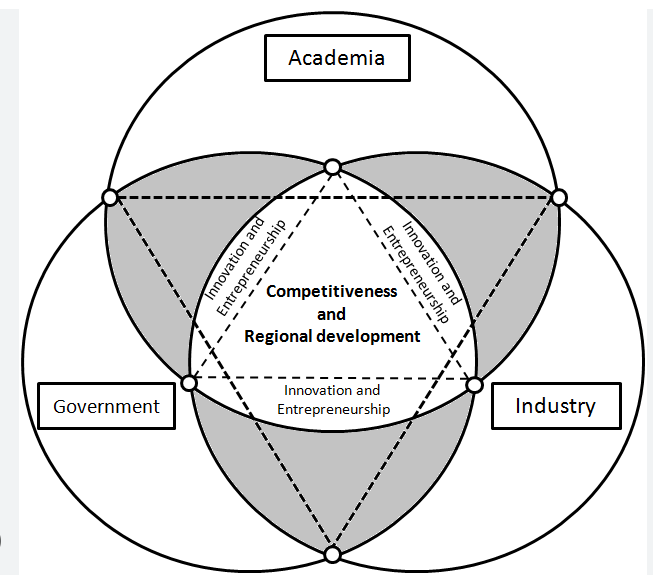 Academia
Innovation and
Entrepreneurship
Innovation and
Entrepreneurship
Competitiveness
and
Regional development
Innovation and
Entrepreneurship
Government
Industry